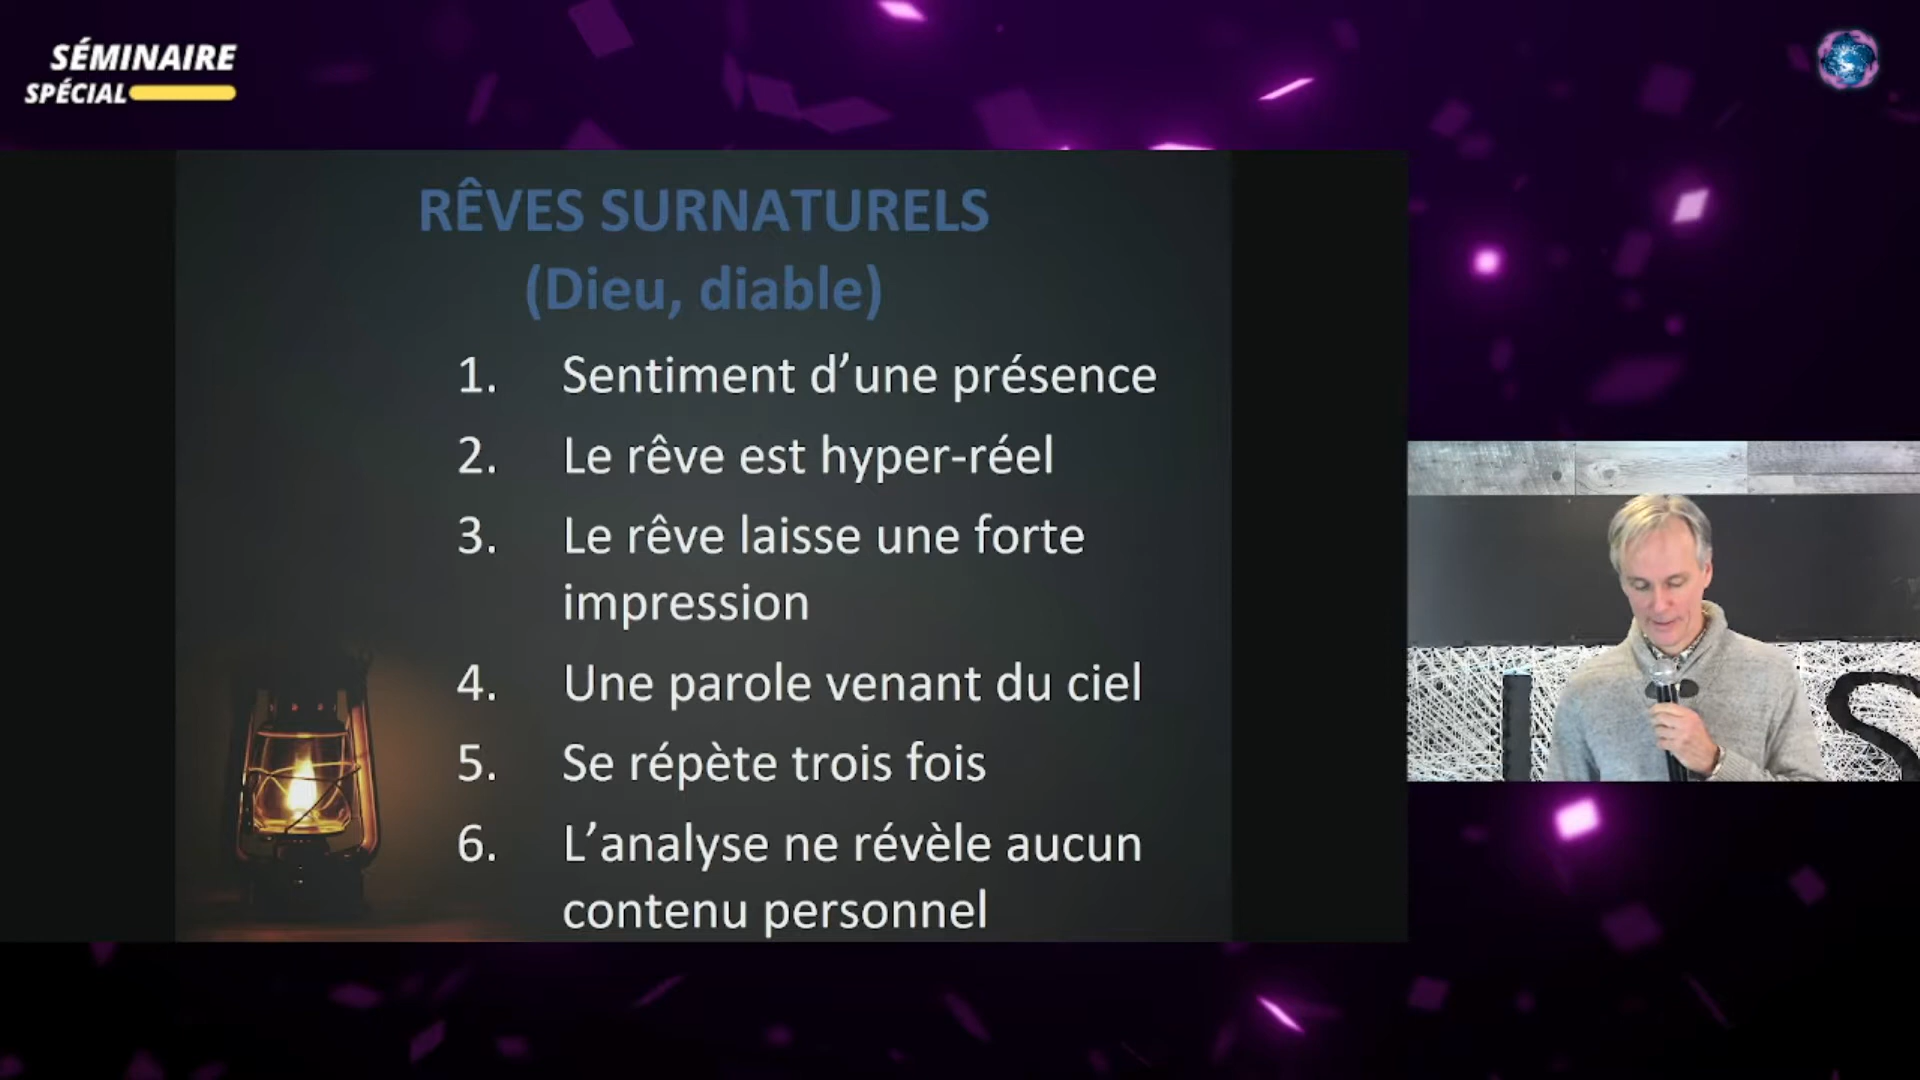 SÉMINAIRE
SPÉCIAL
RÊVES SURNATURELS
(Dieu, diable)
1. Sentiment d’une présence
2. Le rêve est hyper-réel
3. Le rêve laisse une forte
impression
4. Une parole venant du ciel
5. Se répète trois fois
6. L’analyse ne révèle aucun
contenu personnel